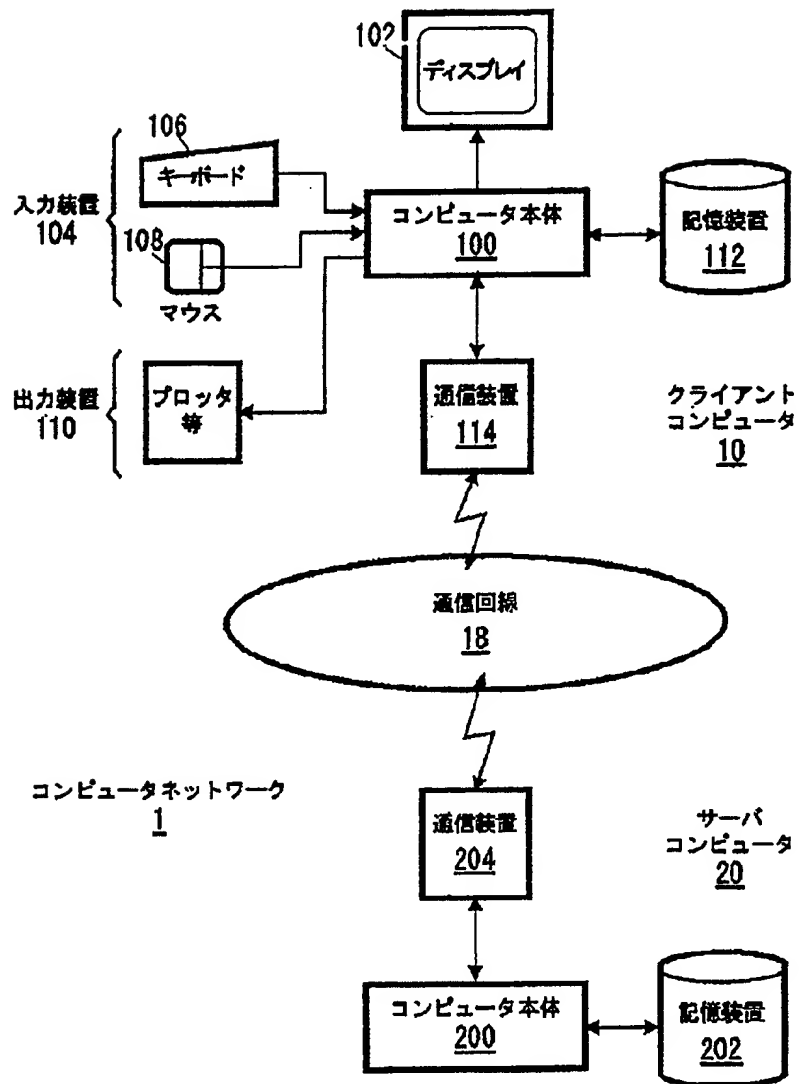 102
ディスプレイ
106
キーボード
入力装置
104
108
マウス
コンピュータ本体
100
記憶装置
112
出力装置
110
プロッタ
等
通信装置
114
クライアント
コンピュータ
10
通信回線
18
コンピュータネットワーク
1
通信装置
204
サーバ
コンピュータ
20
コンピュータ本体
200
記憶装置
202